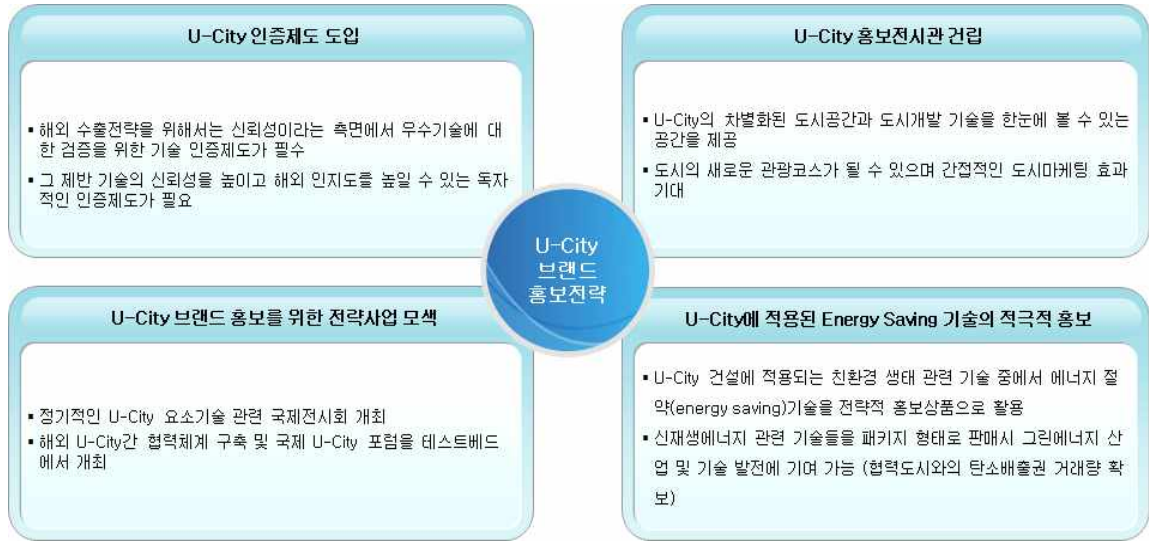 U-City 인증제도 도입
▪ 해외 수출전략을 위해서는 신뢰성이라는 측면에서 우수기술에 대
한 검증을 위한 기술 인증제도가 필수
▪ 그 제반 기술의 신뢰성을 높이고 해외 인지도를 높일 수 있는 독자
적인 인증제도가 필요
U-City 홍보전시관 건립
▪ U-City의 차별화된 도시공간과 도시개발 기술을 한눈에 볼 수 있는
공간을 제공
▪ 도시의 새로운 관광코스가 될 수 있으며 간접적인 도시마케팅 효과
기대
U-City
브랜드
홍보전략
U-City 브랜드 홍보를 위한 전략사업 모색
▪ 정기적인 U-City 요소기술 관련 국제전시회 개최
▪ 해외 U-City간 협력체계 구축 및 국제 U-City 포럼을 테스트베드
에서 개최
U-City에 적용된 Energy Saving 기술의 적극적 홍보
▪ U-City 건설에 적용되는 친환경 생태 관련 기술 중에서 에너지 절
약(energy saving)기술을 전략적 홍보상품으로 활용
▪ 신재생에너지 관련 기술들을 패키지 형태로 판매시 그린에너지 산
업 및 기술 발전에 기여 가능 (협력도시와의 탄소배출권 거래량 확
보)